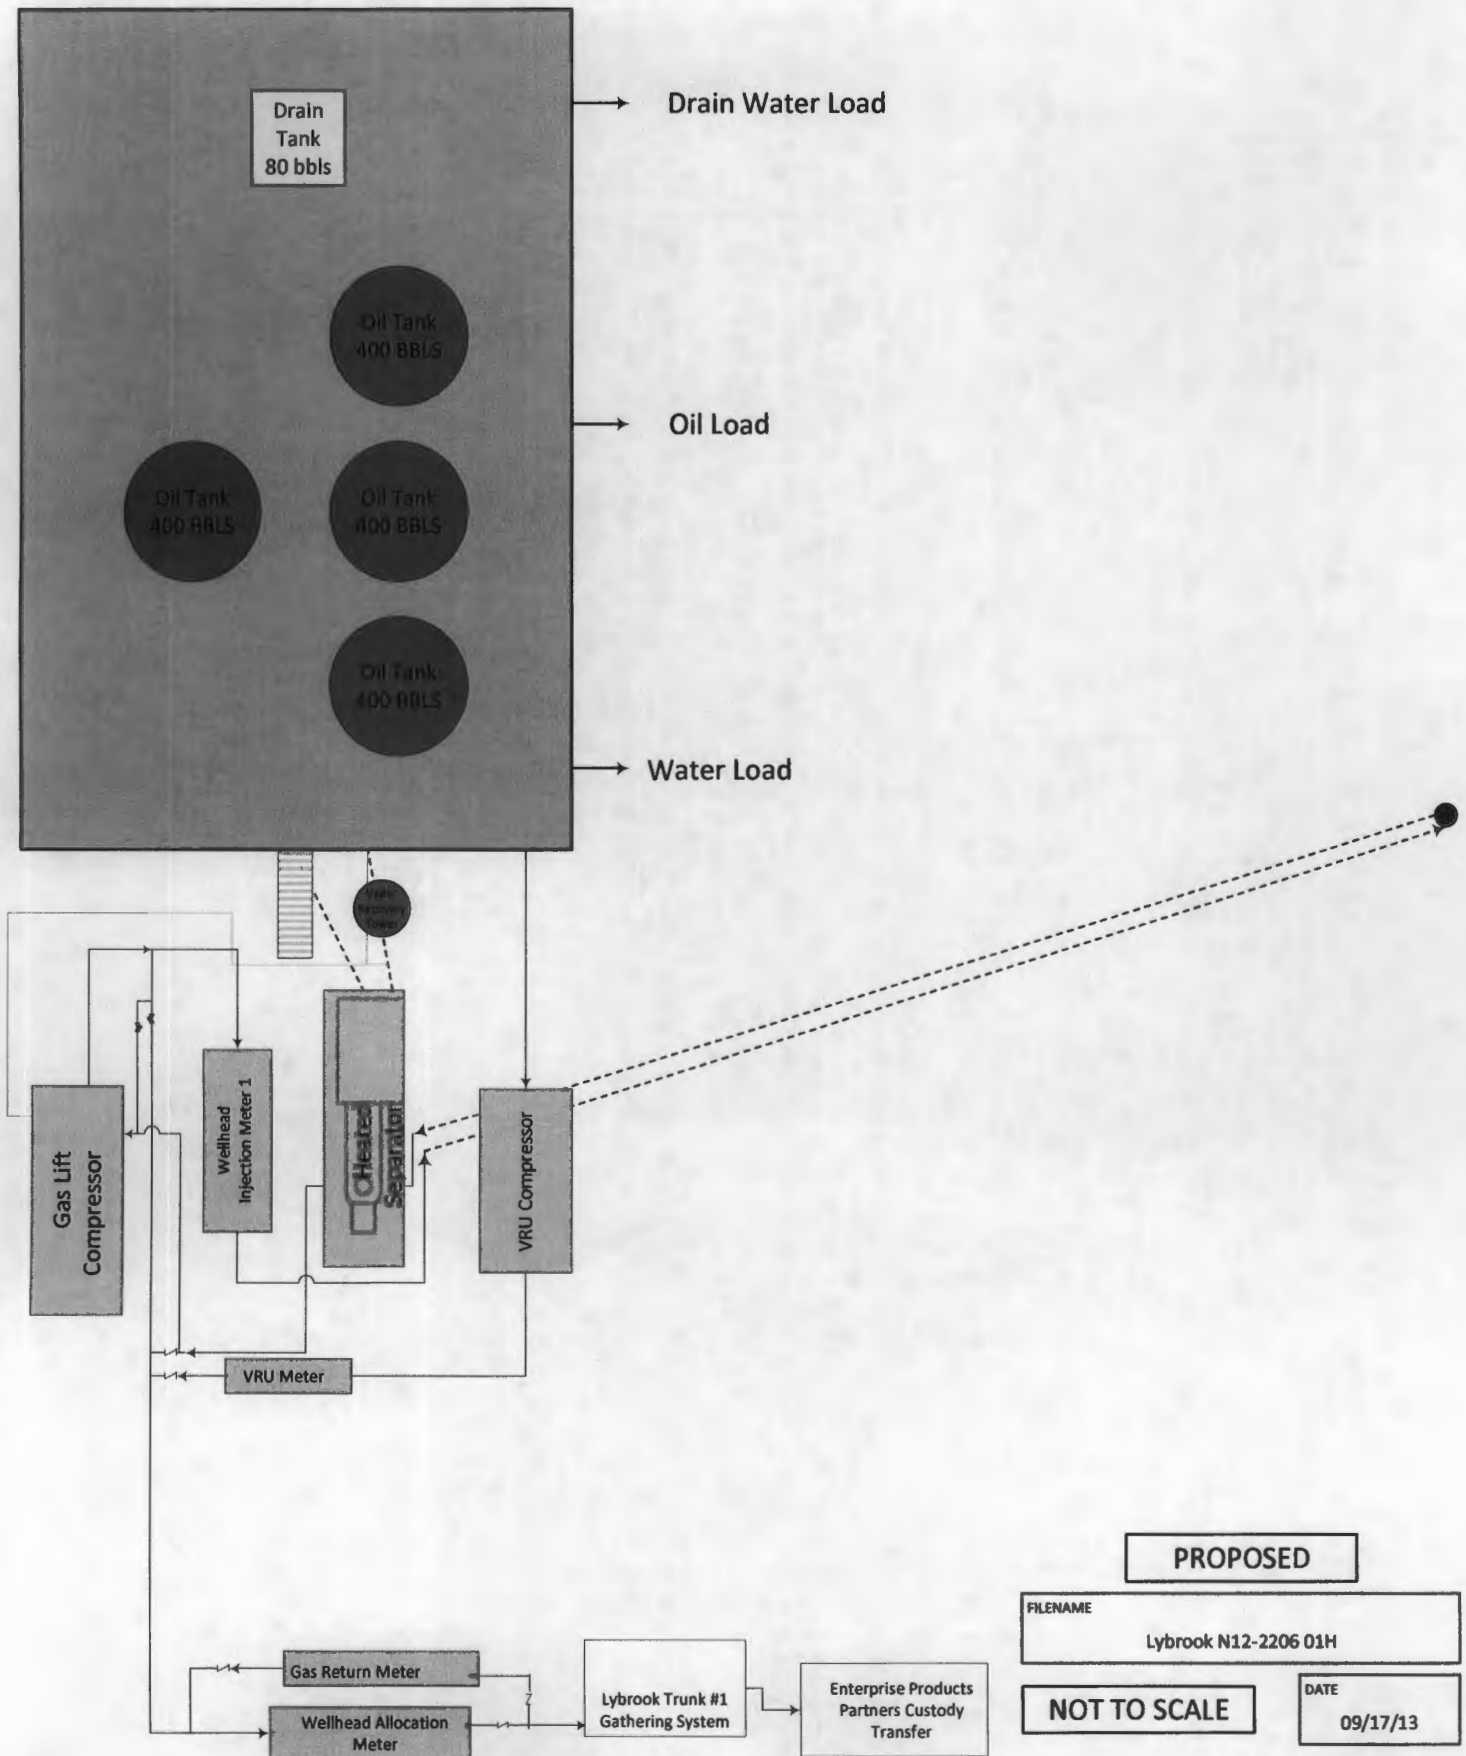 Drain
Tank
80 bbls
Drain Water Load
Oil Tank
400 BBLS
Oil Load
Oil Tank
400 BBLS
Oil Tank
400 BBLS
Oil Tank
400 BBLS
Water Load
Vapor
Recovery
Tower
Gas Lift
Compressor
Wellhead
Injection Meter 1
Heated
Separator
VRU Compressor
VRU Meter
PROPOSED
FILENAME
Lybrook N12-2206 01H
Gas Return Meter
Wellhead Allocation
Meter
Lybrook Trunk #1
Gathering System
Enterprise Products
Partners Custody
Transfer
NOT TO SCALE
DATE
09/17/13